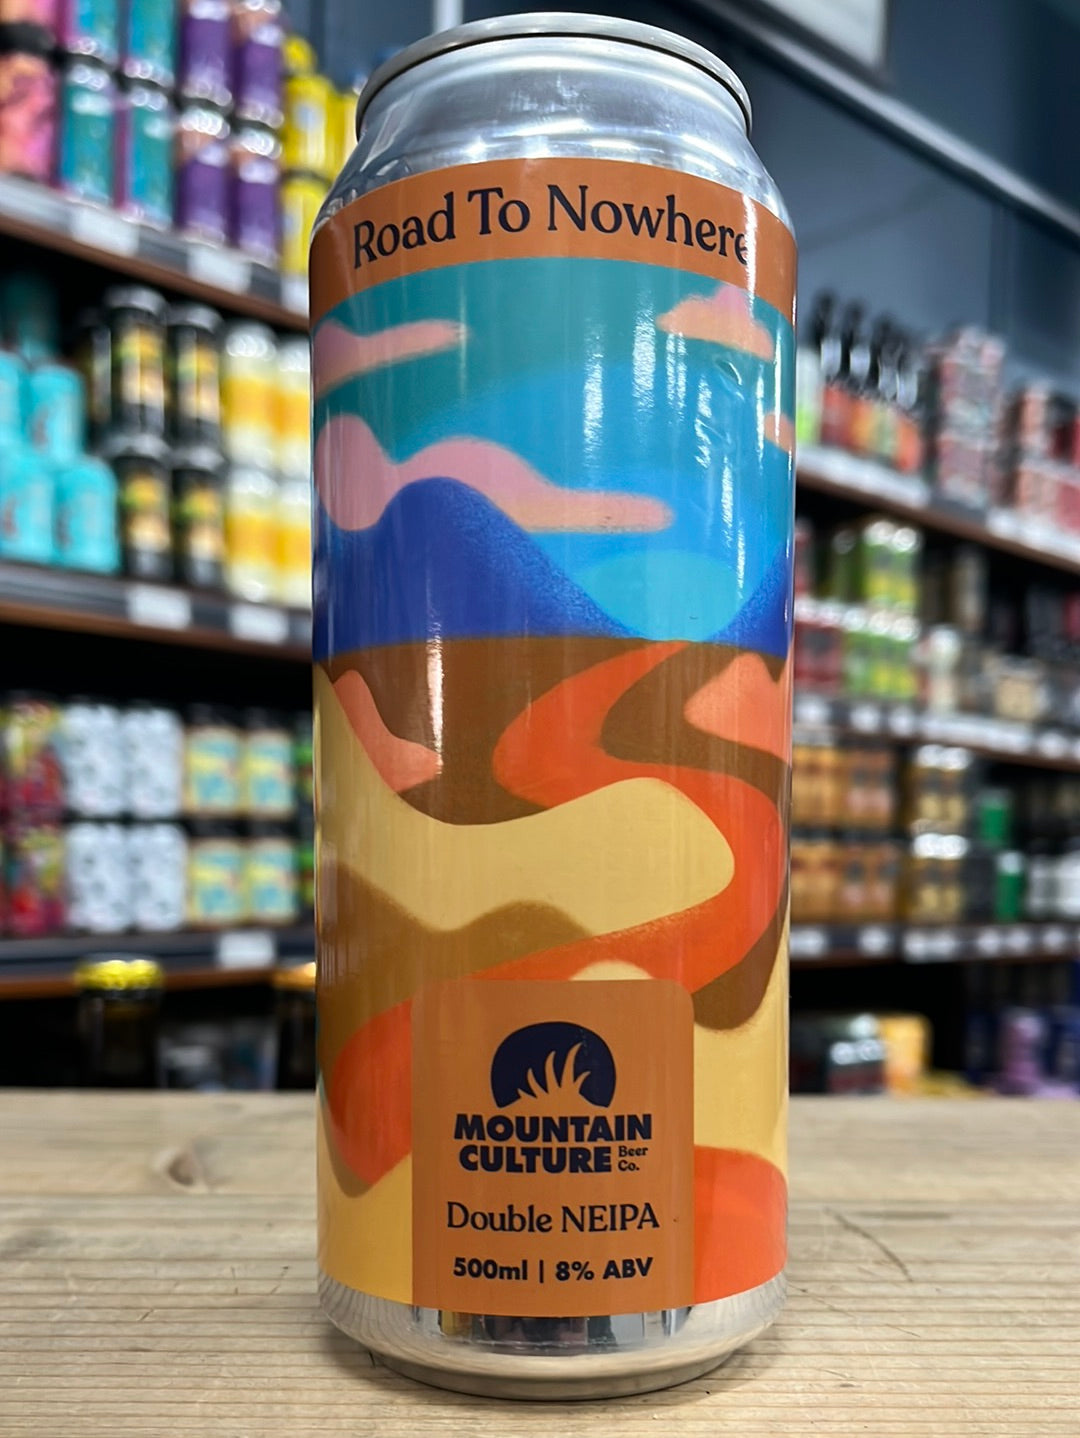 Road To Nowhere
MOUNTAIN
CULTURE Beer Co.
Double NEIPA
500ml | 8% ABV